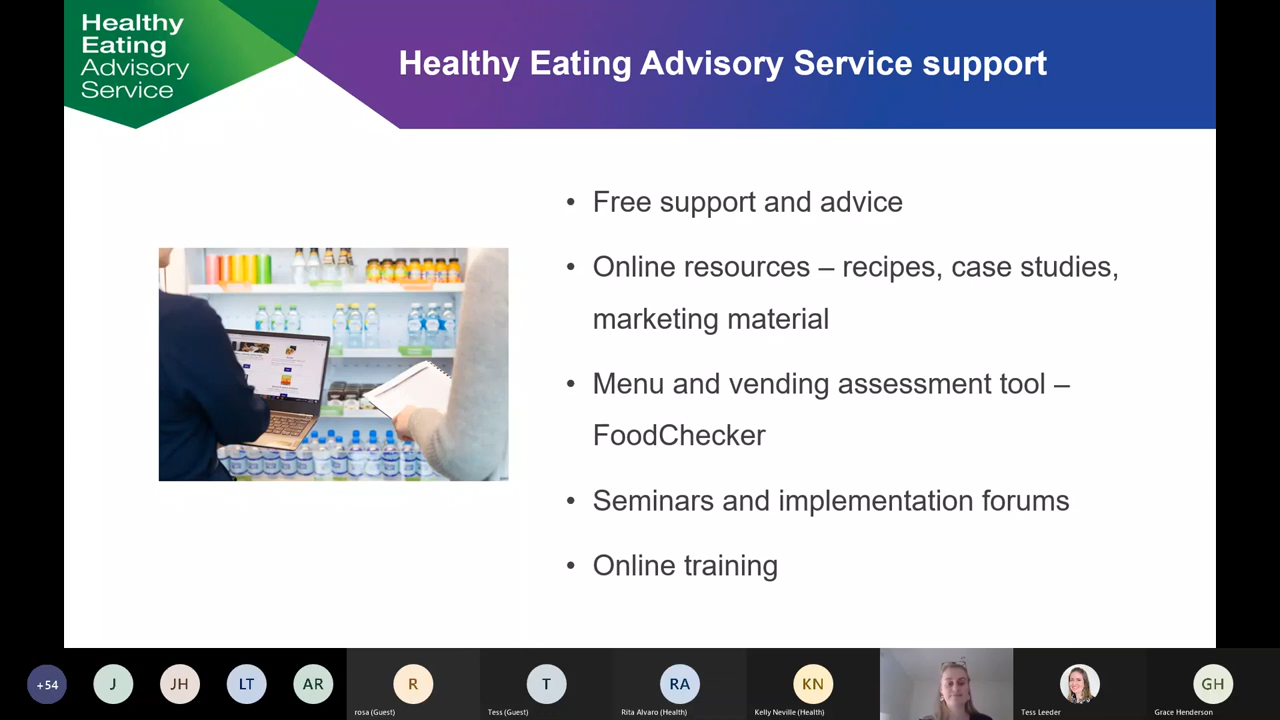 Healthy
Eating
Advisory
Service
Healthy Eating Advisory Service support
• Free support and advice
• Online resources – recipes, case studies,
marketing material
• Menu and vending assessment tool –
FoodChecker
• Seminars and implementation forums
• Online training
+54
J
JH
LT
AR
R
rosa (Guest)
T
Tess (Guest)
RA
Rita Alvaro (Health)
KN
Kelly Neville (Health)
Tess Leeder
GH
Grace Henderson